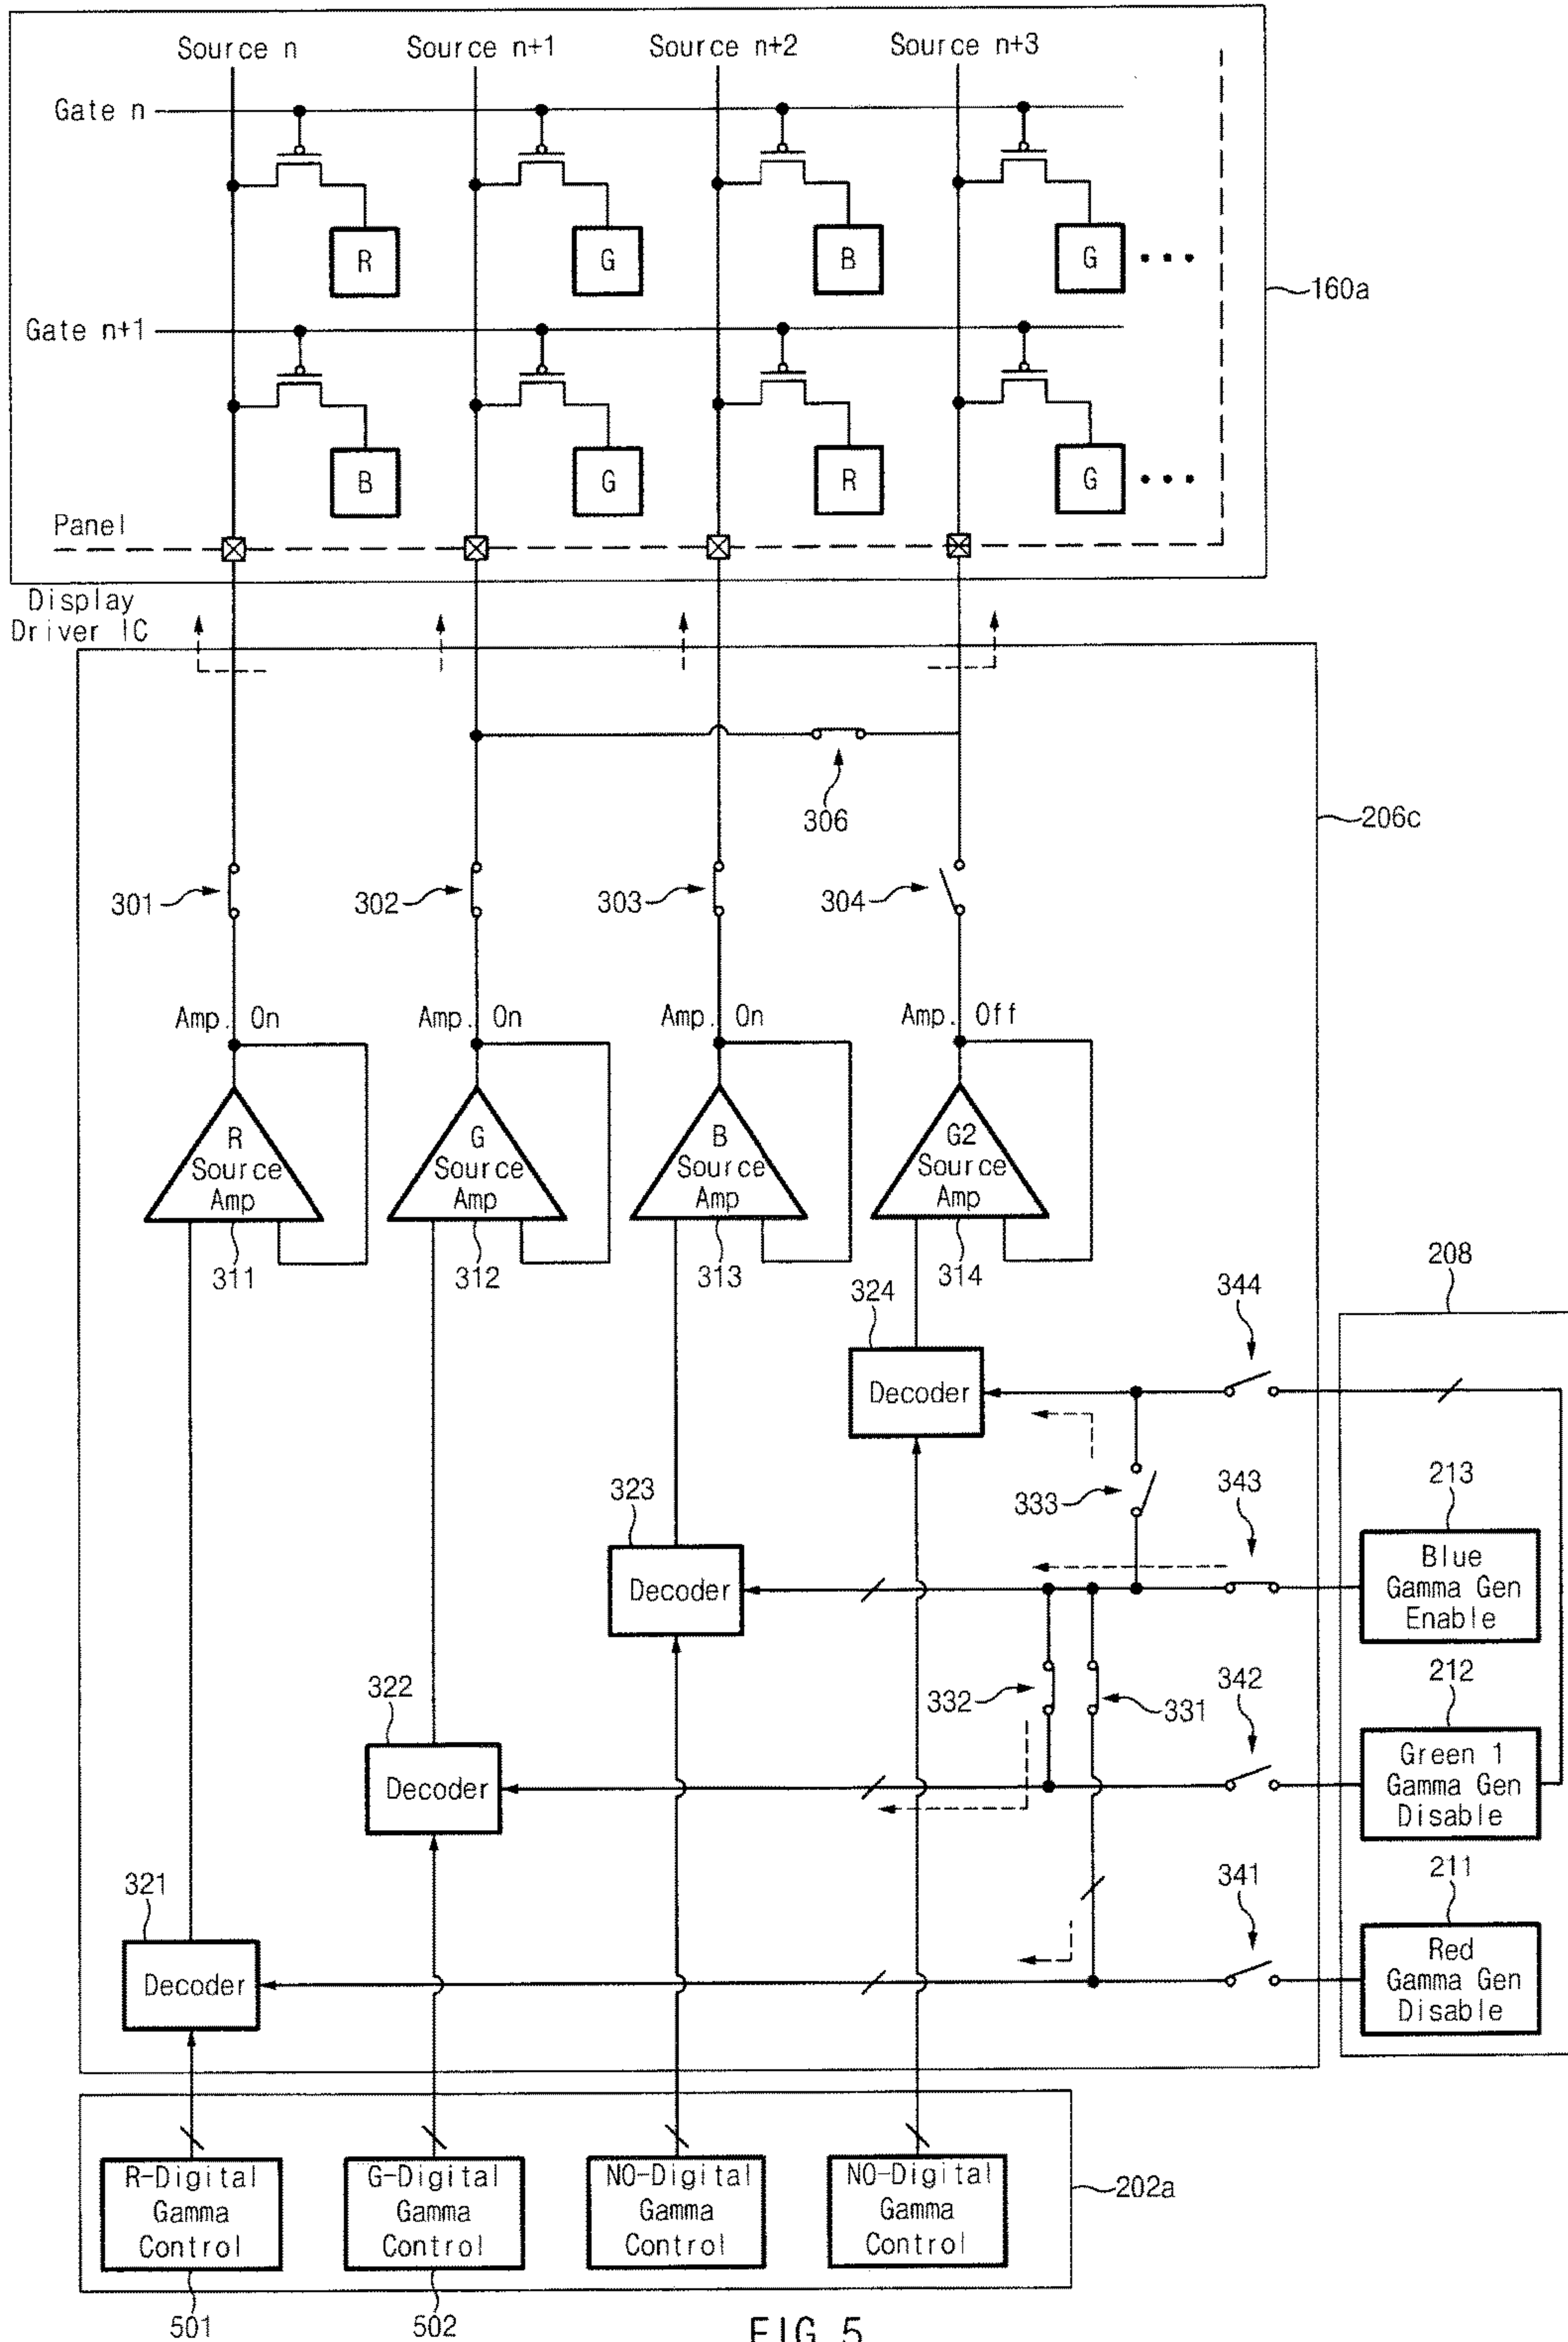 Source n Source n+1 Source n+2 Source n+3
Gate n
R G B G
160a
Gate n+1
B G R G
Panel
Display
Driver IC
306
206c
301 302 303 304
Amp. On Amp. On Amp. On Amp. Off
R
Source
Amp
G
Source
Amp
B
Source
Amp
G2
Source
Amp
311 312 313 314
208
324 344
Decoder
323 333 343 213
Decoder
Blue
Gamma Gen
Enable
322 332 331 342 212
Decoder
Green 1
Gamma Gen
Disable
321 341 211
Decoder
Red
Gamma Gen
Disable
R-Digital
Gamma
Control
G-Digital
Gamma
Control
NO-Digital
Gamma
Control
NO-Digital
Gamma
Control
202a
501 502
FIG.5